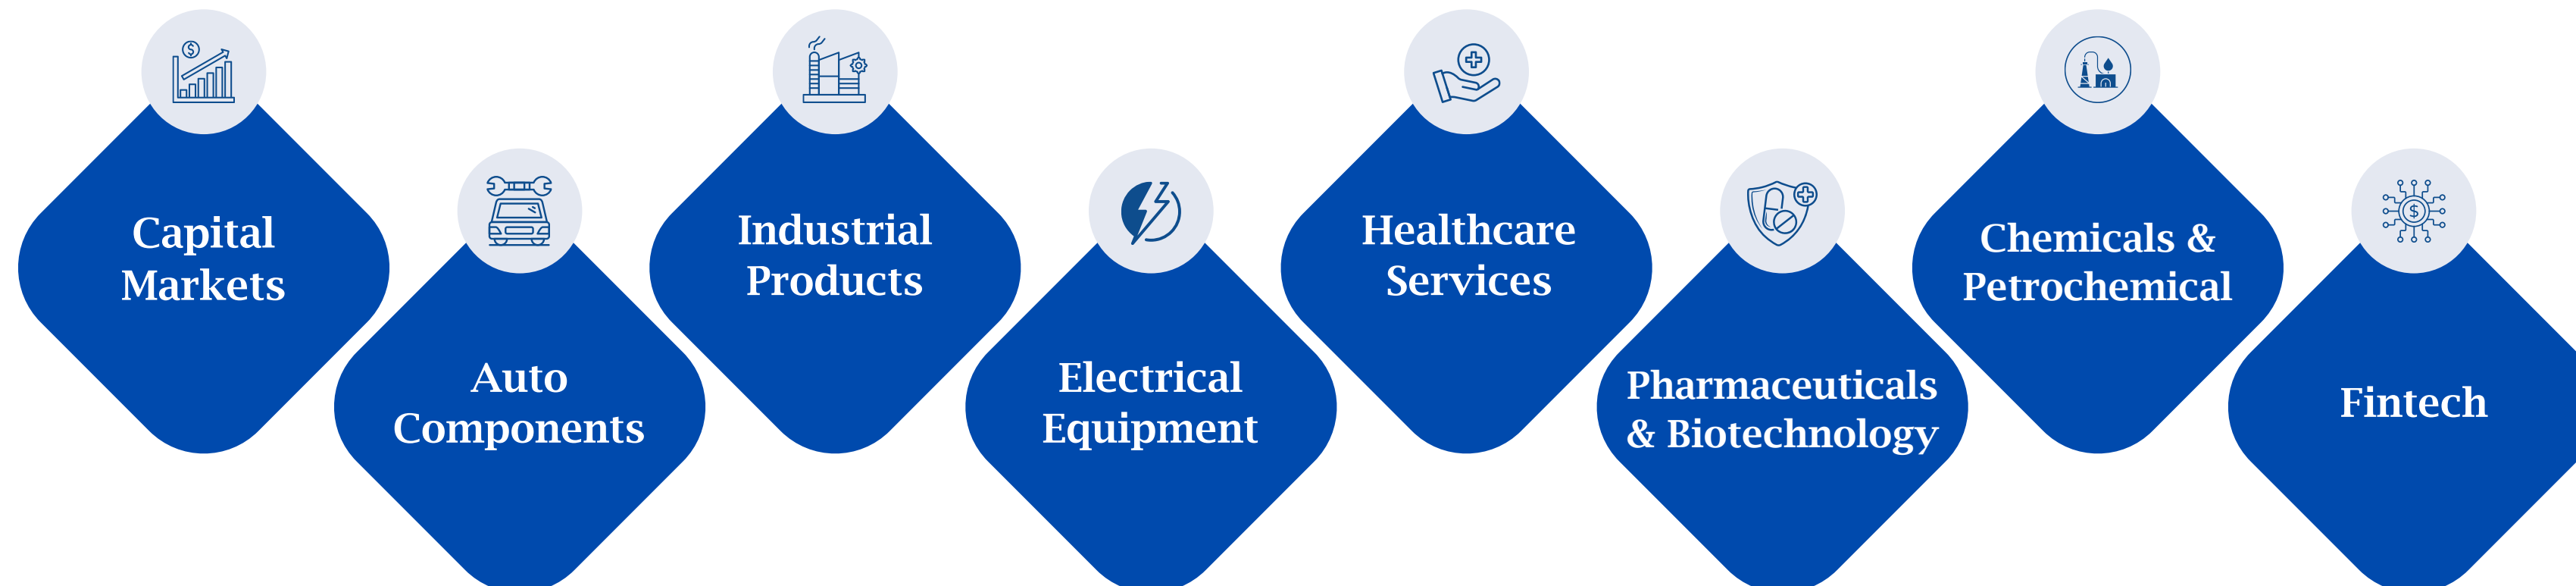 Capital
Markets
Auto
Components
Industrial
Products
Electrical
Equipment
Healthcare
Services
Pharmaceuticals
& Biotechnology
Chemicals &
Petrochemical
Fintech